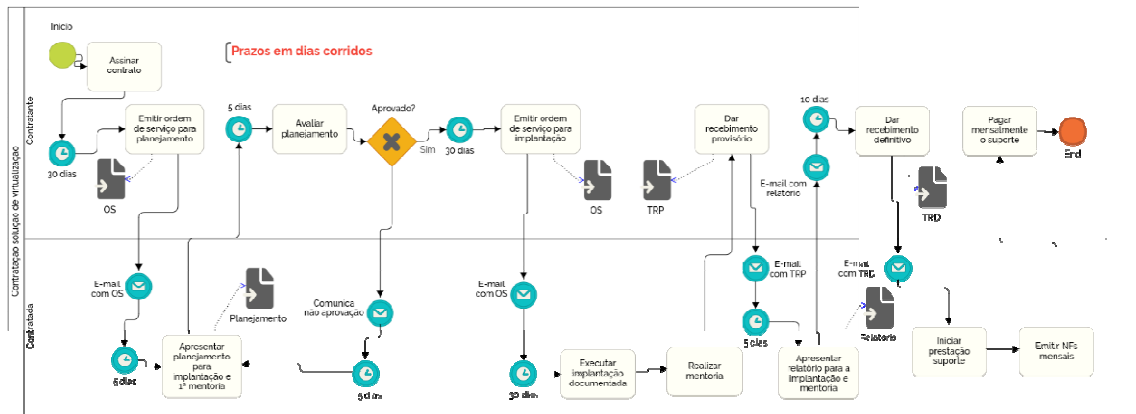 Início
Prazos em dias corridos
Assinar
contrato
Contratação solução de virtualização
Contratante
Emitir ordem
de serviço para
planejamento
30 dias
OS
5 dias
Avaliar
planejamento
Aprovado?
Sim
30 dias
Emitir ordem
de serviço para
implantação
OS
TRP
Dar
recebimento
provisório
10 dias
E-mail com
relatório
Dar
recebimento
definitivo
TRD
Pagar
mensalmente
o suporte
End
Contratada
E-mail
com OS
5 dias
Planejamento
Apresentar
planejamento
para
implantação e
1ª mentoria
Comunica
não aprovação
5 dias
E-mail
com OS
30 dias
Executar
implantação
documentada
Realizar
mentoria
E-mail
com TRP
5 dias
Apresentar
relatório para a
implantação e
mentoria
E-mail
com TRD
Relatório
Iniciar
prestação
suporte
Emitir NFs
mensais